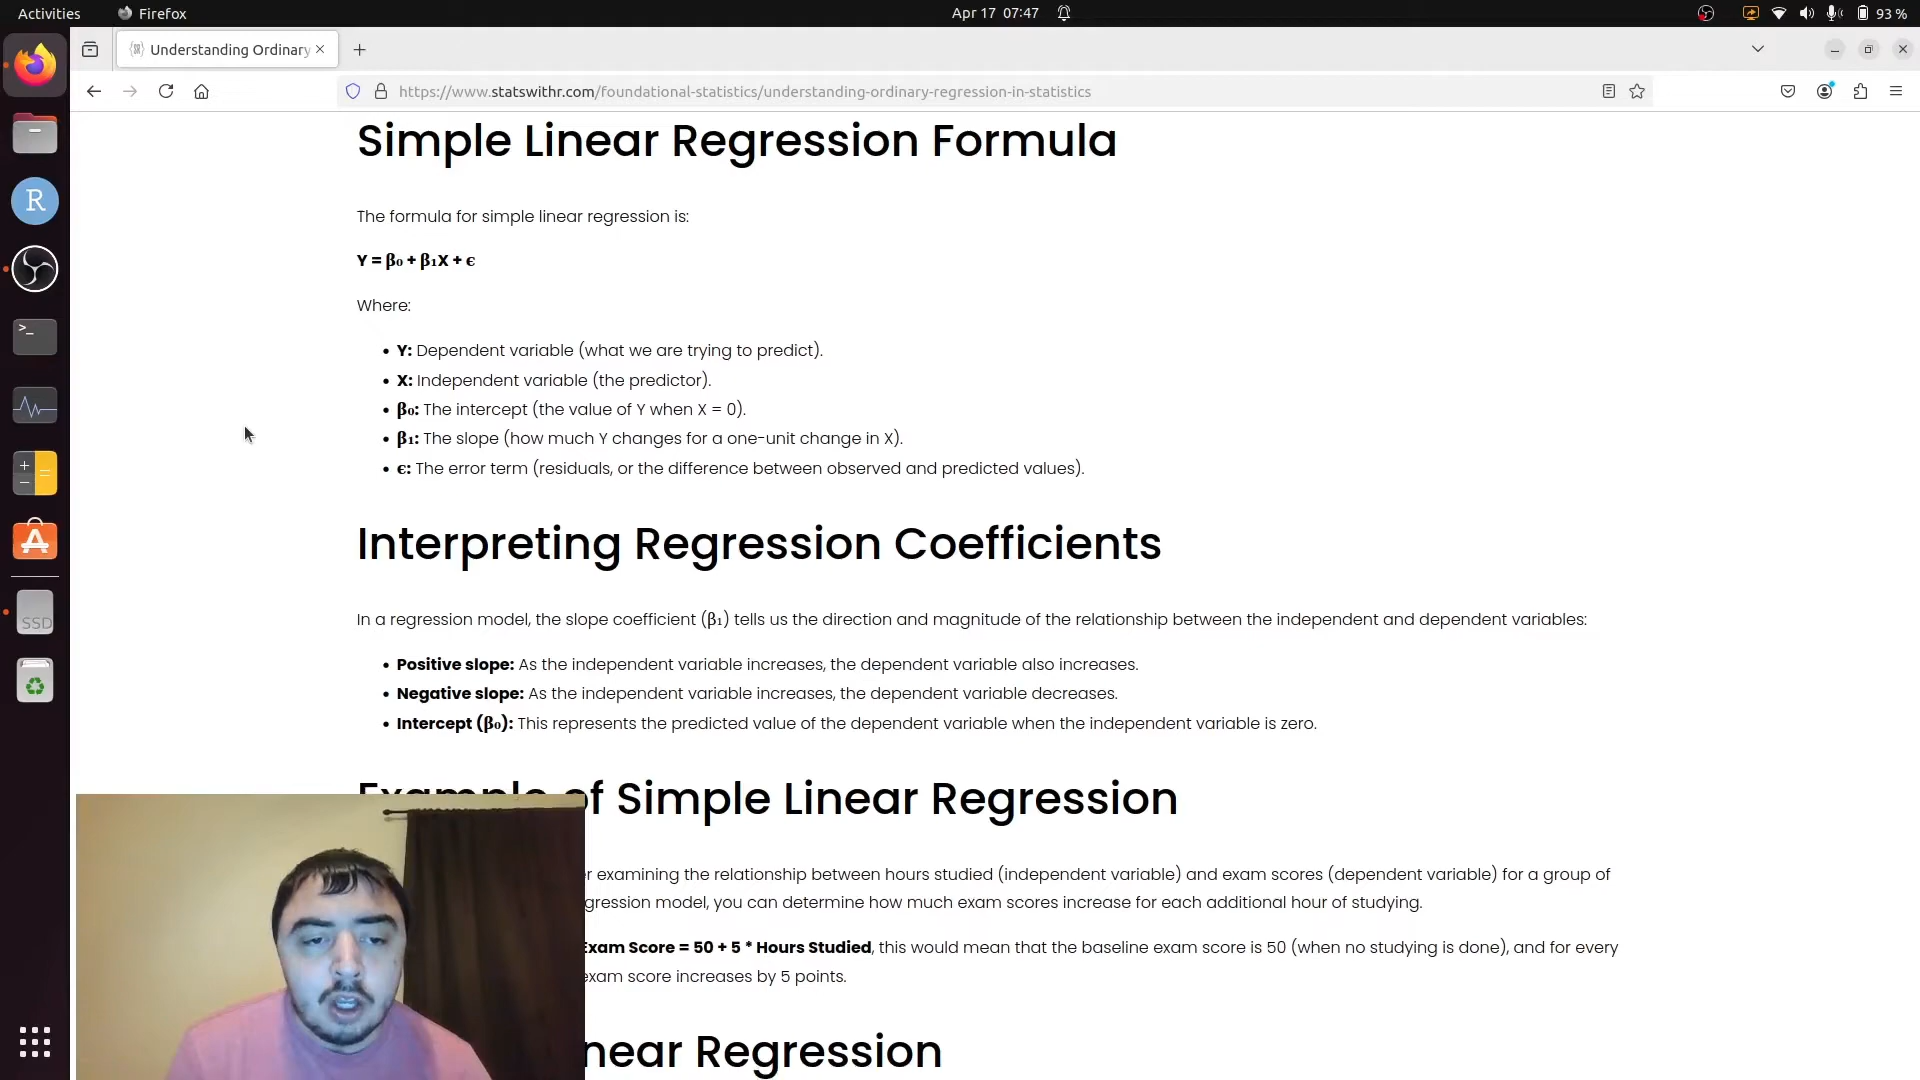 Activities
Firefox
Apr 17 07:47
93 %
Understanding Ordinary
https://www.statswithr.com/foundational-statistics/understanding-ordinary-regression-in-statistics
Simple Linear Regression Formula
The formula for simple linear regression is:
Y = β₀ + β₁X + ϵ
Where:
• Y: Dependent variable (what we are trying to predict).
• X: Independent variable (the predictor).
• β₀: The intercept (the value of Y when X = 0).
• β₁: The slope (how much Y changes for a one-unit change in X).
• ϵ: The error term (residuals, or the difference between observed and predicted values).
Interpreting Regression Coefficients
In a regression model, the slope coefficient (β₁) tells us the direction and magnitude of the relationship between the independent and dependent variables:
• Positive slope: As the independent variable increases, the dependent variable also increases.
• Negative slope: As the independent variable increases, the dependent variable decreases.
• Intercept (β₀): This represents the predicted value of the dependent variable when the independent variable is zero.
of Simple Linear Regression
examining the relationship between hours studied (independent variable) and exam scores (dependent variable) for a group of
model, you can determine how much exam scores increase for each additional hour of studying.
Exam Score = 50 + 5 * Hours Studied, this would mean that the baseline exam score is 50 (when no studying is done), and for every
exam score increases by 5 points.
Regression
R
>_
SSD